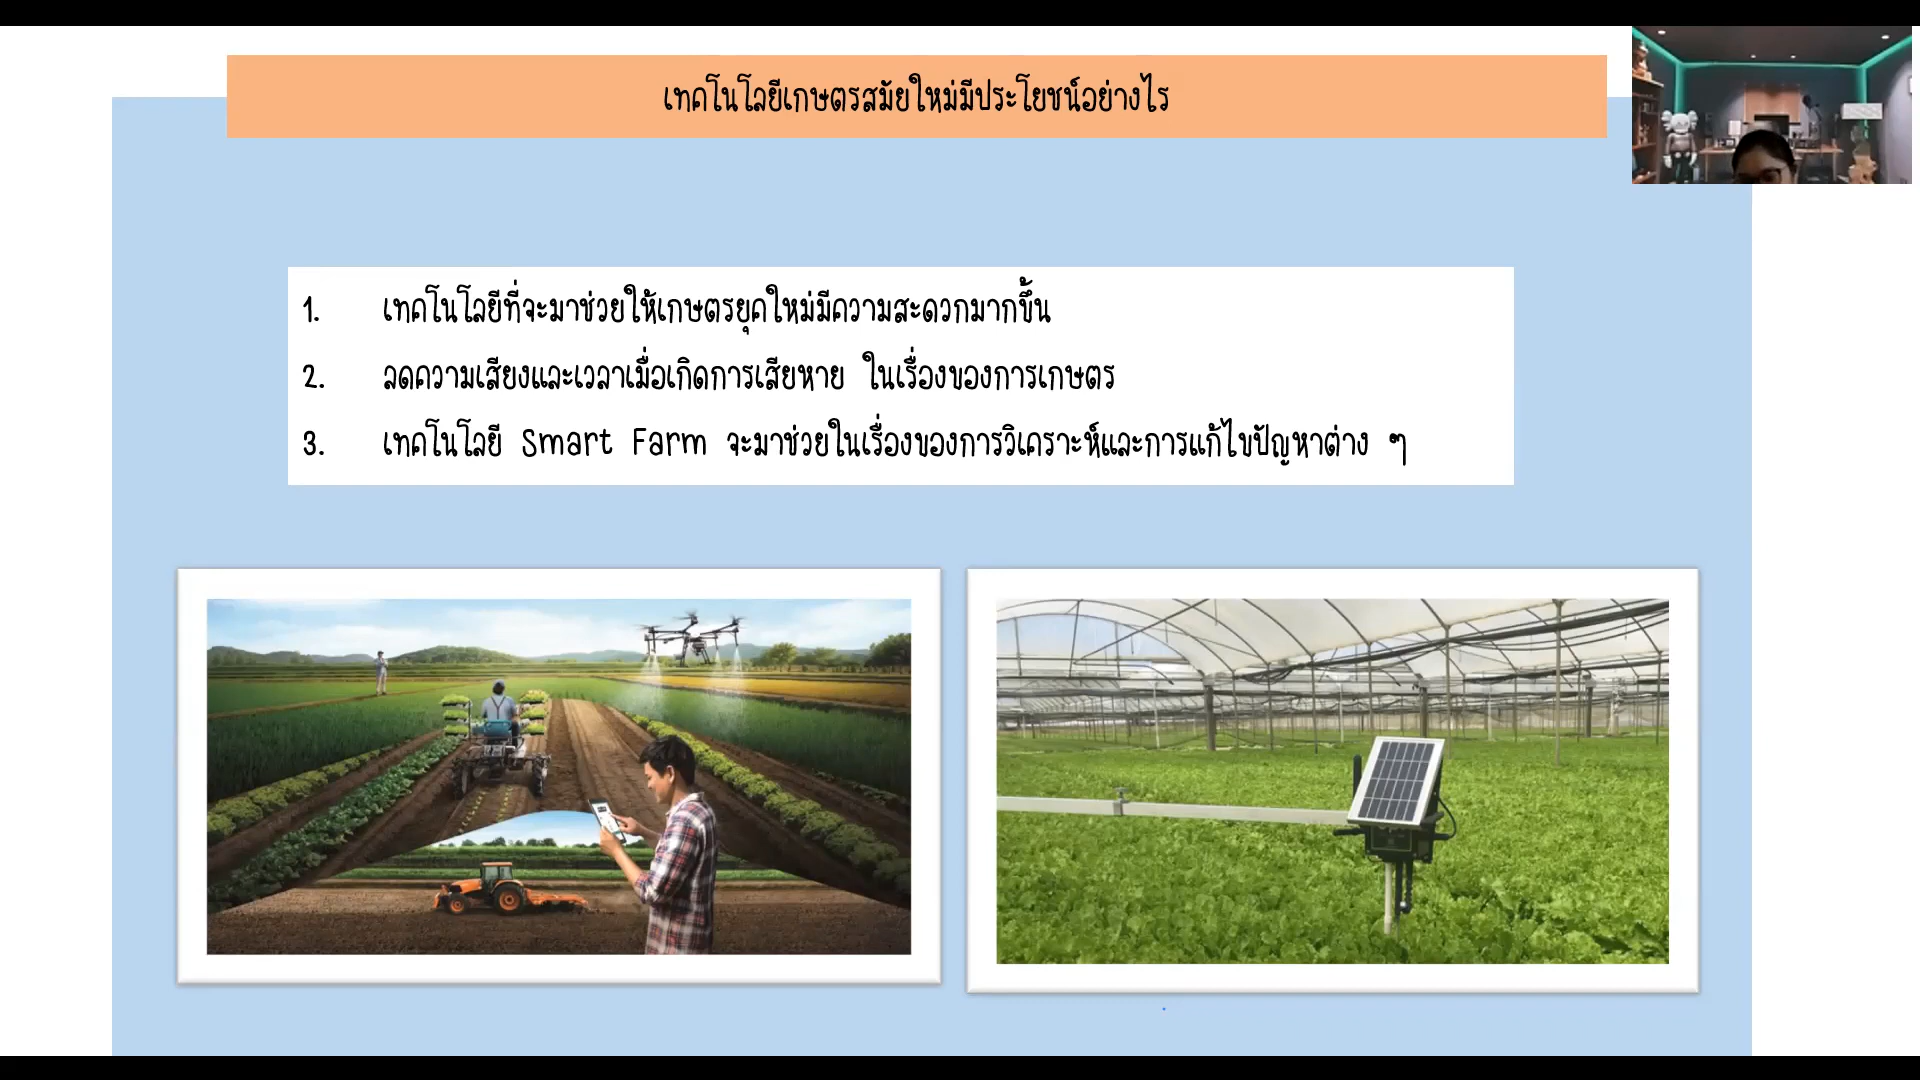 เทคโนโลยีเกษตรสมัยใหม่มีประโยชน์อย่างไร
1. เทคโนโลยีที่จะมาช่วยให้เกษตรยุคใหม่มีความสะดวกมากขึ้น
2. ลดความเสี่ยงและเวลาเมื่อเกิดการเสียหาย ในเรื่องของการเกษตร
3. เทคโนโลยี Smart Farm จะมาช่วยในเรื่องของการวิเคราะห์และการแก้ไขปัญหาต่าง ๆ